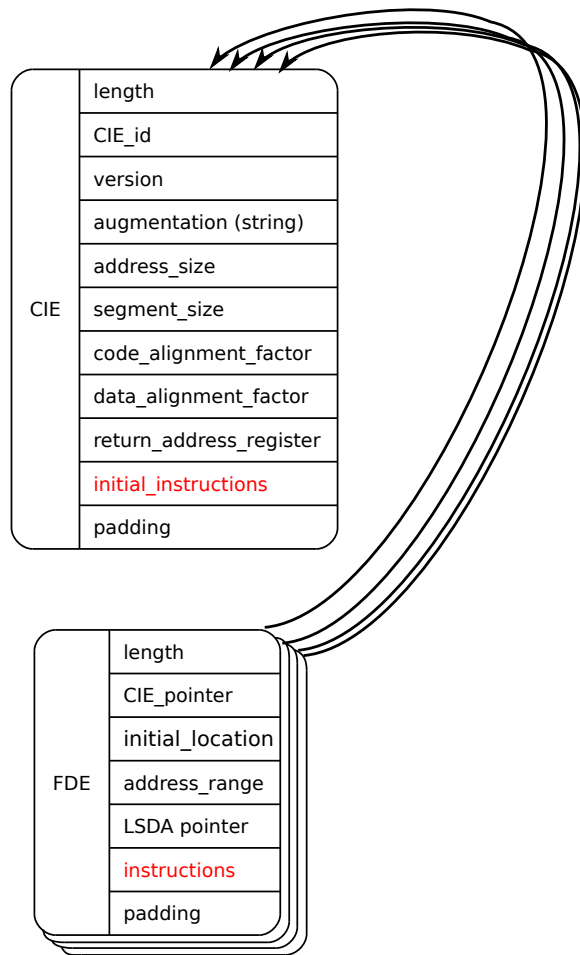 CIE
length
CIE_id
version
augmentation (string)
address_size
segment_size
code_alignment_factor
data_alignment_factor
return_address_register
initial_instructions
padding
FDE
length
CIE_pointer
initial_location
address_range
LSDA pointer
instructions
padding